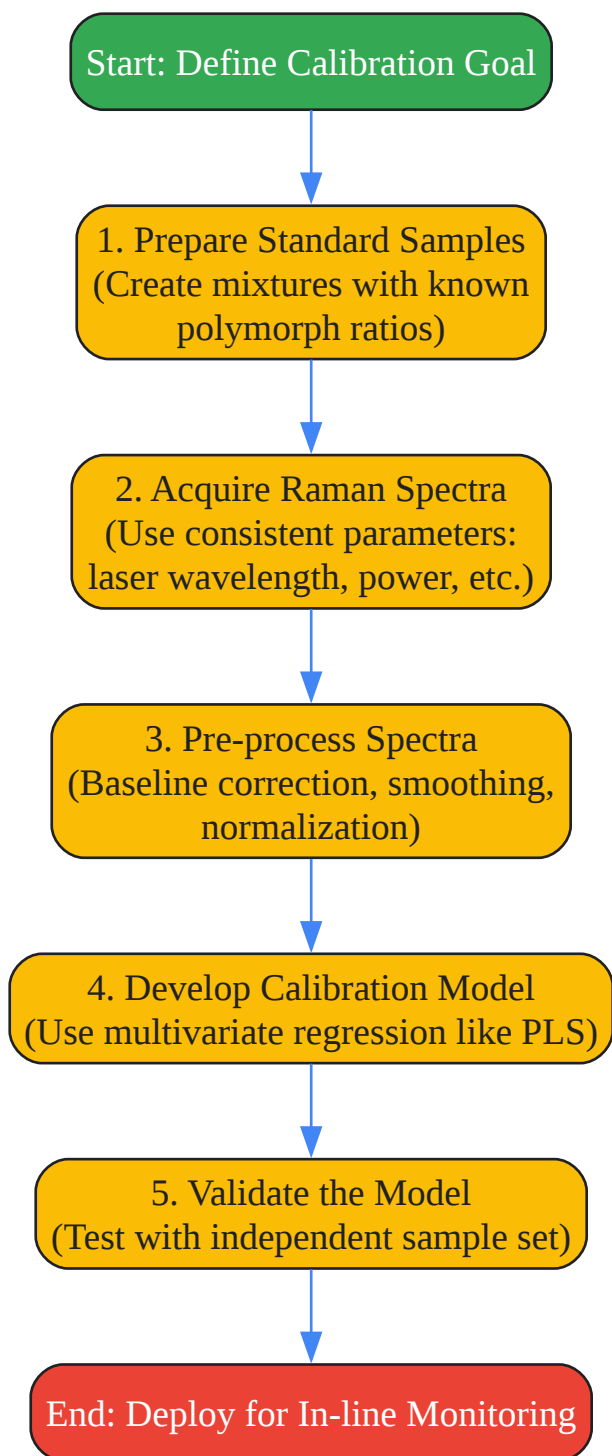 Start: Define Calibration Goal
1. Prepare Standard Samples
(Create mixtures with known
polymorph ratios)
2. Acquire Raman Spectra
(Use consistent parameters:
laser wavelength, power, etc.)
3. Pre-process Spectra
(Baseline correction, smoothing,
normalization)
4. Develop Calibration Model
(Use multivariate regression like PLS)
5. Validate the Model
(Test with independent sample set)
End: Deploy for In-line Monitoring